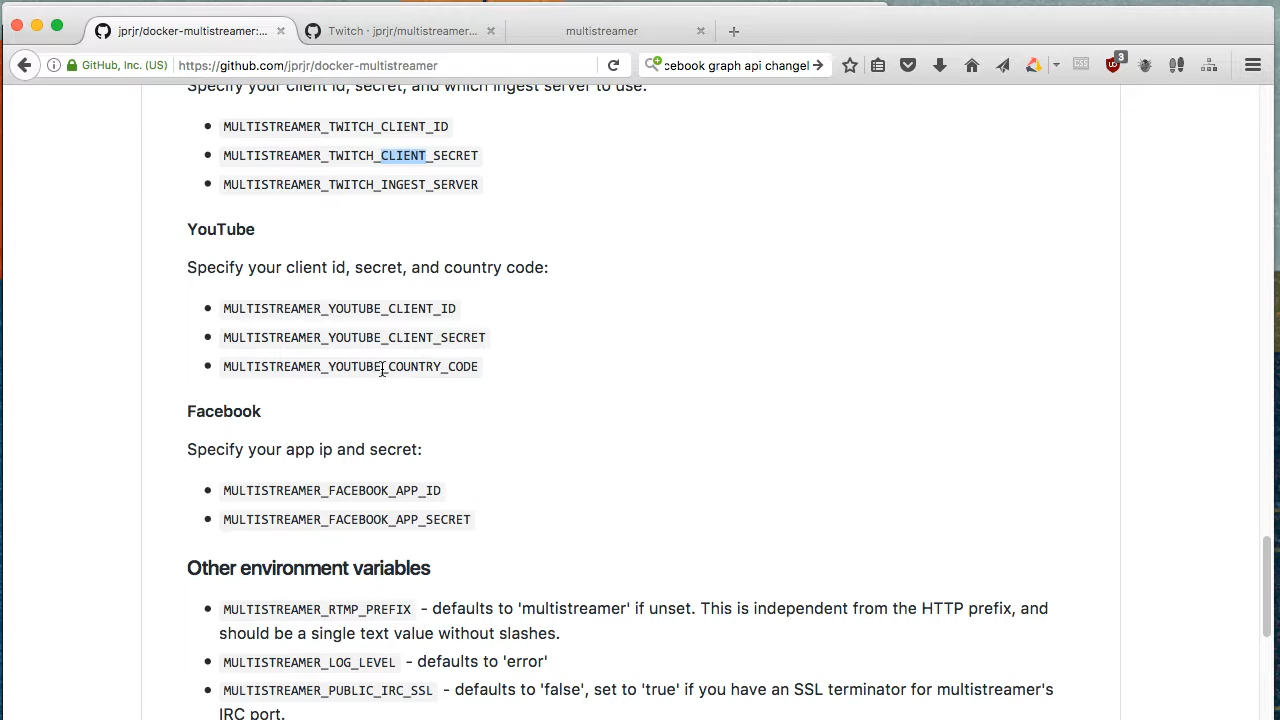 jprjr/docker-multistreamer:...
Twitch · jprjr/multistreamer...
multistreamer
GitHub, Inc. (US)
https://github.com/jprjr/docker-multistreamer
cebook graph api changel
3
Specify your client id, secret, and which ingest server to use:
MULTISTREAMER_TWITCH_CLIENT_ID
MULTISTREAMER_TWITCH_CLIENT_SECRET
MULTISTREAMER_TWITCH_INGEST_SERVER
YouTube
Specify your client id, secret, and country code:
MULTISTREAMER_YOUTUBE_CLIENT_ID
MULTISTREAMER_YOUTUBE_CLIENT_SECRET
MULTISTREAMER_YOUTUBE_COUNTRY_CODE
Facebook
Specify your app ip and secret:
MULTISTREAMER_FACEBOOK_APP_ID
MULTISTREAMER_FACEBOOK_APP_SECRET
Other environment variables
MULTISTREAMER_RTMP_PREFIX - defaults to 'multistreamer' if unset. This is independent from the HTTP prefix, and
should be a single text value without slashes.
MULTISTREAMER_LOG_LEVEL - defaults to 'error'
MULTISTREAMER_PUBLIC_IRC_SSL - defaults to 'false', set to 'true' if you have an SSL terminator for multistreamer's
IRC port.